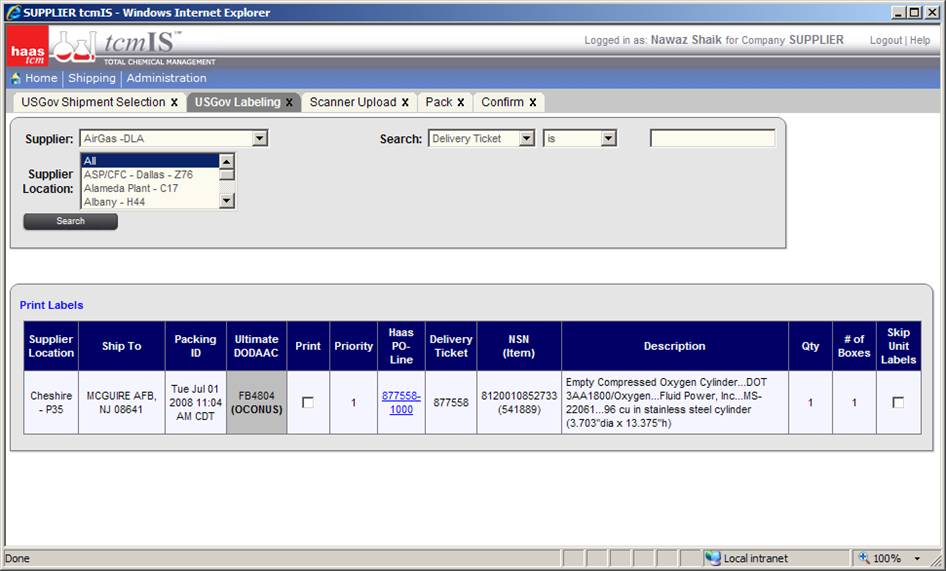 SUPPLIER tcmIS - Windows Internet Explorer
haas tcm
tcmIS™
TOTAL CHEMICAL MANAGEMENT
Logged in as: Nawaz Shaik for Company SUPPLIER
Logout | Help
Home | Shipping | Administration
USGov Shipment Selection x
USGov Labeling x
Scanner Upload x
Pack x
Confirm x
Supplier: AirGas -DLA
Search: Delivery Ticket is
Supplier
Location:
All
ASP/CFC - Dallas - Z76
Alameda Plant - C17
Albany - H44
Search
Print Labels
Supplier
Location
Ship To
Packing
ID
Ultimate
DODAAC
Print
Priority
Haas
PO-
Line
Delivery
Ticket
NSN
(Item)
Description
Qty
# of
Boxes
Skip
Unit
Labels
Cheshire
- P35
MCGUIRE AFB,
NJ 08641
Tue Jul 01
2008 11:04
AM CDT
FB4804
(OCONUS)
1
877558-
1000
877558
8120010852733
(541889)
Empty Compressed Oxygen Cylinder...DOT
3AA1800/Oxygen...Fluid Power, Inc...MS-
22061...96 cu in stainless steel cylinder
(3.703"dia x 13.375"h)
1
1
Done
Local intranet
100%